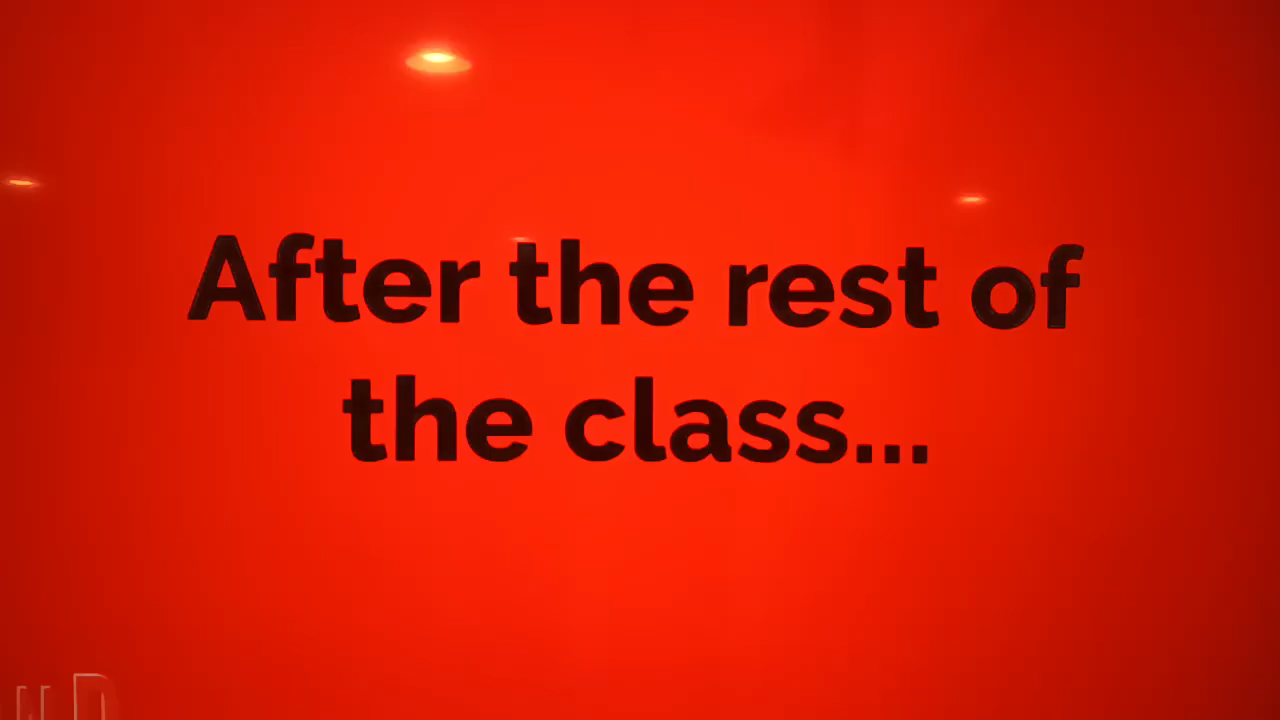 After the rest of
the class...